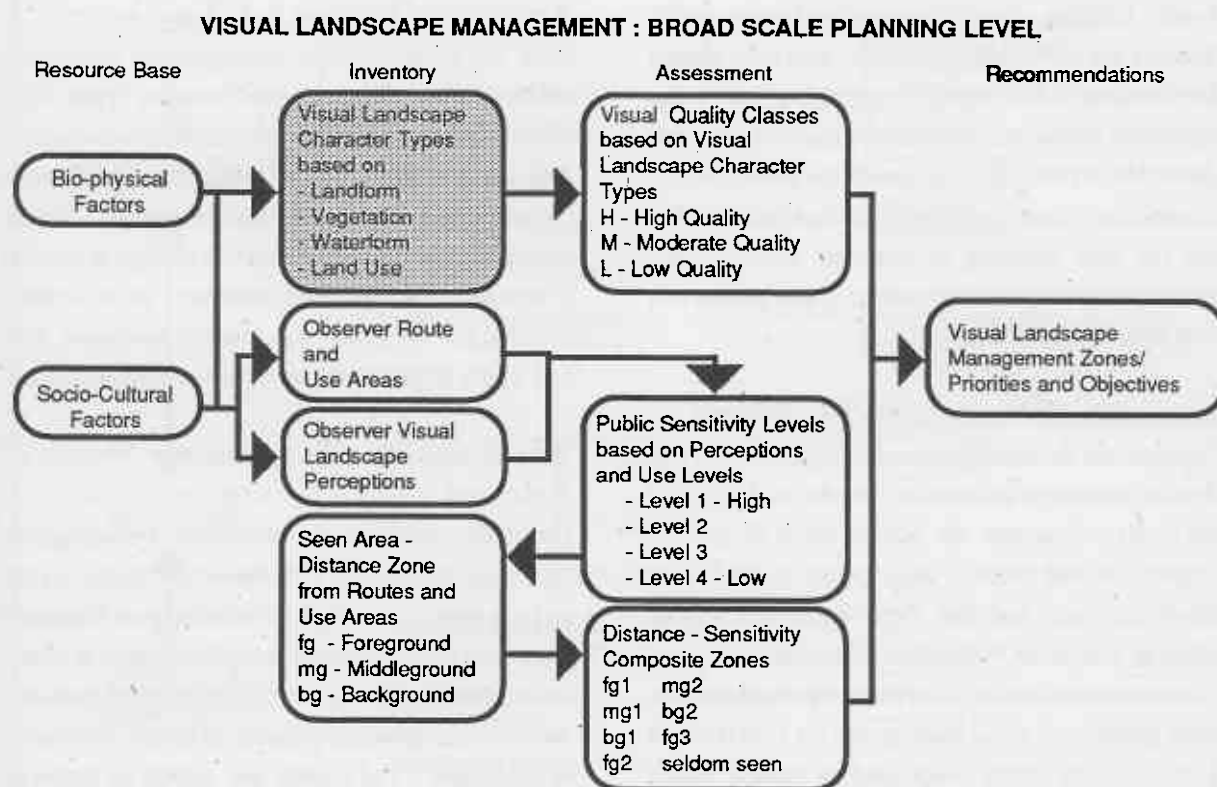 VISUAL LANDSCAPE MANAGEMENT : BROAD SCALE PLANNING LEVEL
Resource Base
Inventory
Assessment
Recommendations
Bio-physical
Factors
Socio-Cultural
Factors
Visual Landscape
Character Types
based on
- Landform
- Vegetation
- Waterform
- Land Use
Observer Route
and
Use Areas
Observer Visual
Landscape
Perceptions
Seen Area -
Distance Zone
from Routes and
Use Areas
fg - Foreground
mg - Middleground
bg - Background
Visual Quality Classes
based on Visual
Landscape Character
Types
H - High Quality
M - Moderate Quality
L - Low Quality
Public Sensitivity Levels
based on Perceptions
and Use Levels
- Level 1 - High
- Level 2
- Level 3
- Level 4 - Low
Distance - Sensitivity
Composite Zones
fg1 mg2
mg1 bg2
bg1 fg3
fg2 seldom seen
Visual Landscape
Management Zones/
Priorities and Objectives